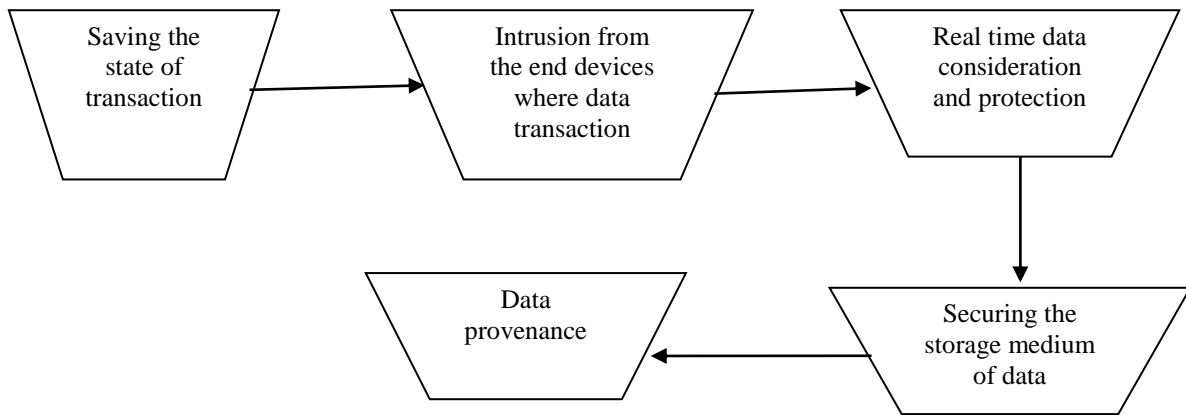 Saving the
state of
transaction
Intrusion from
the end devices
where data
transaction
Real time data
consideration
and protection
Securing the
storage medium
of data
Data
provenance